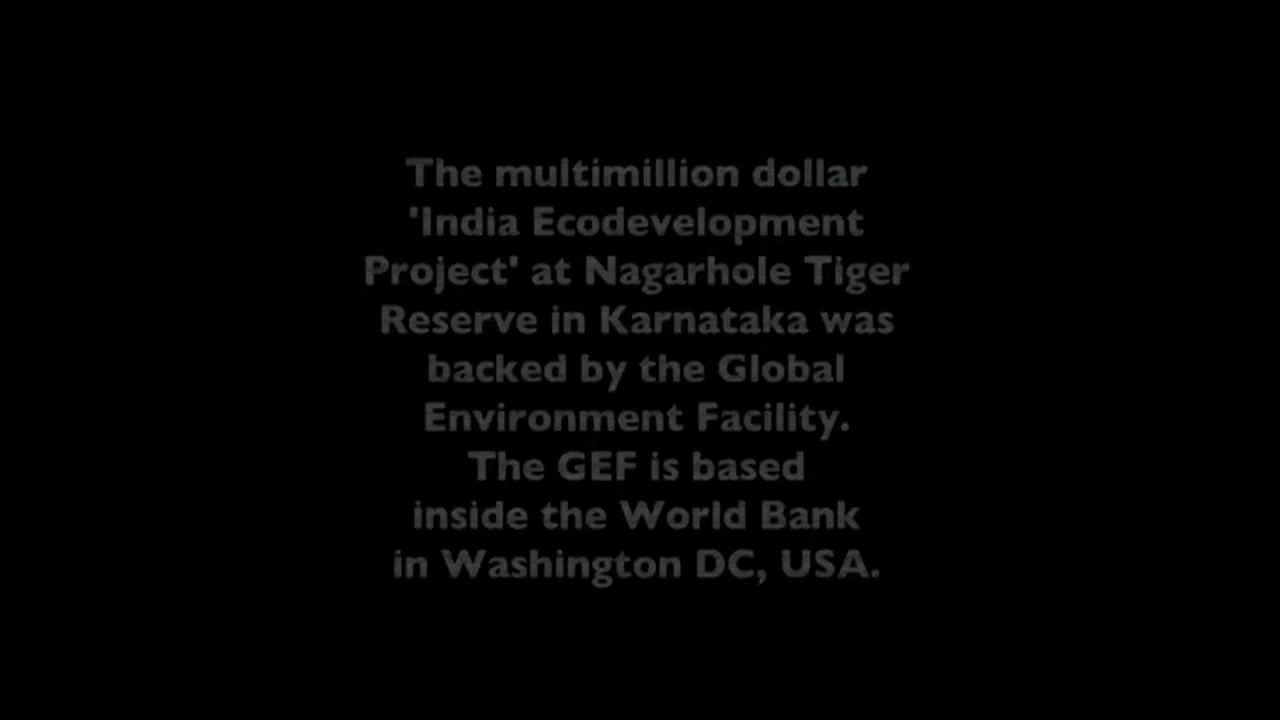 The multimillion dollar
'India Ecodevelopment
Project' at Nagarhole Tiger
Reserve in Karnataka was
backed by the Global
Environment Facility.
The GEF is based
inside the World Bank
in Washington DC, USA.